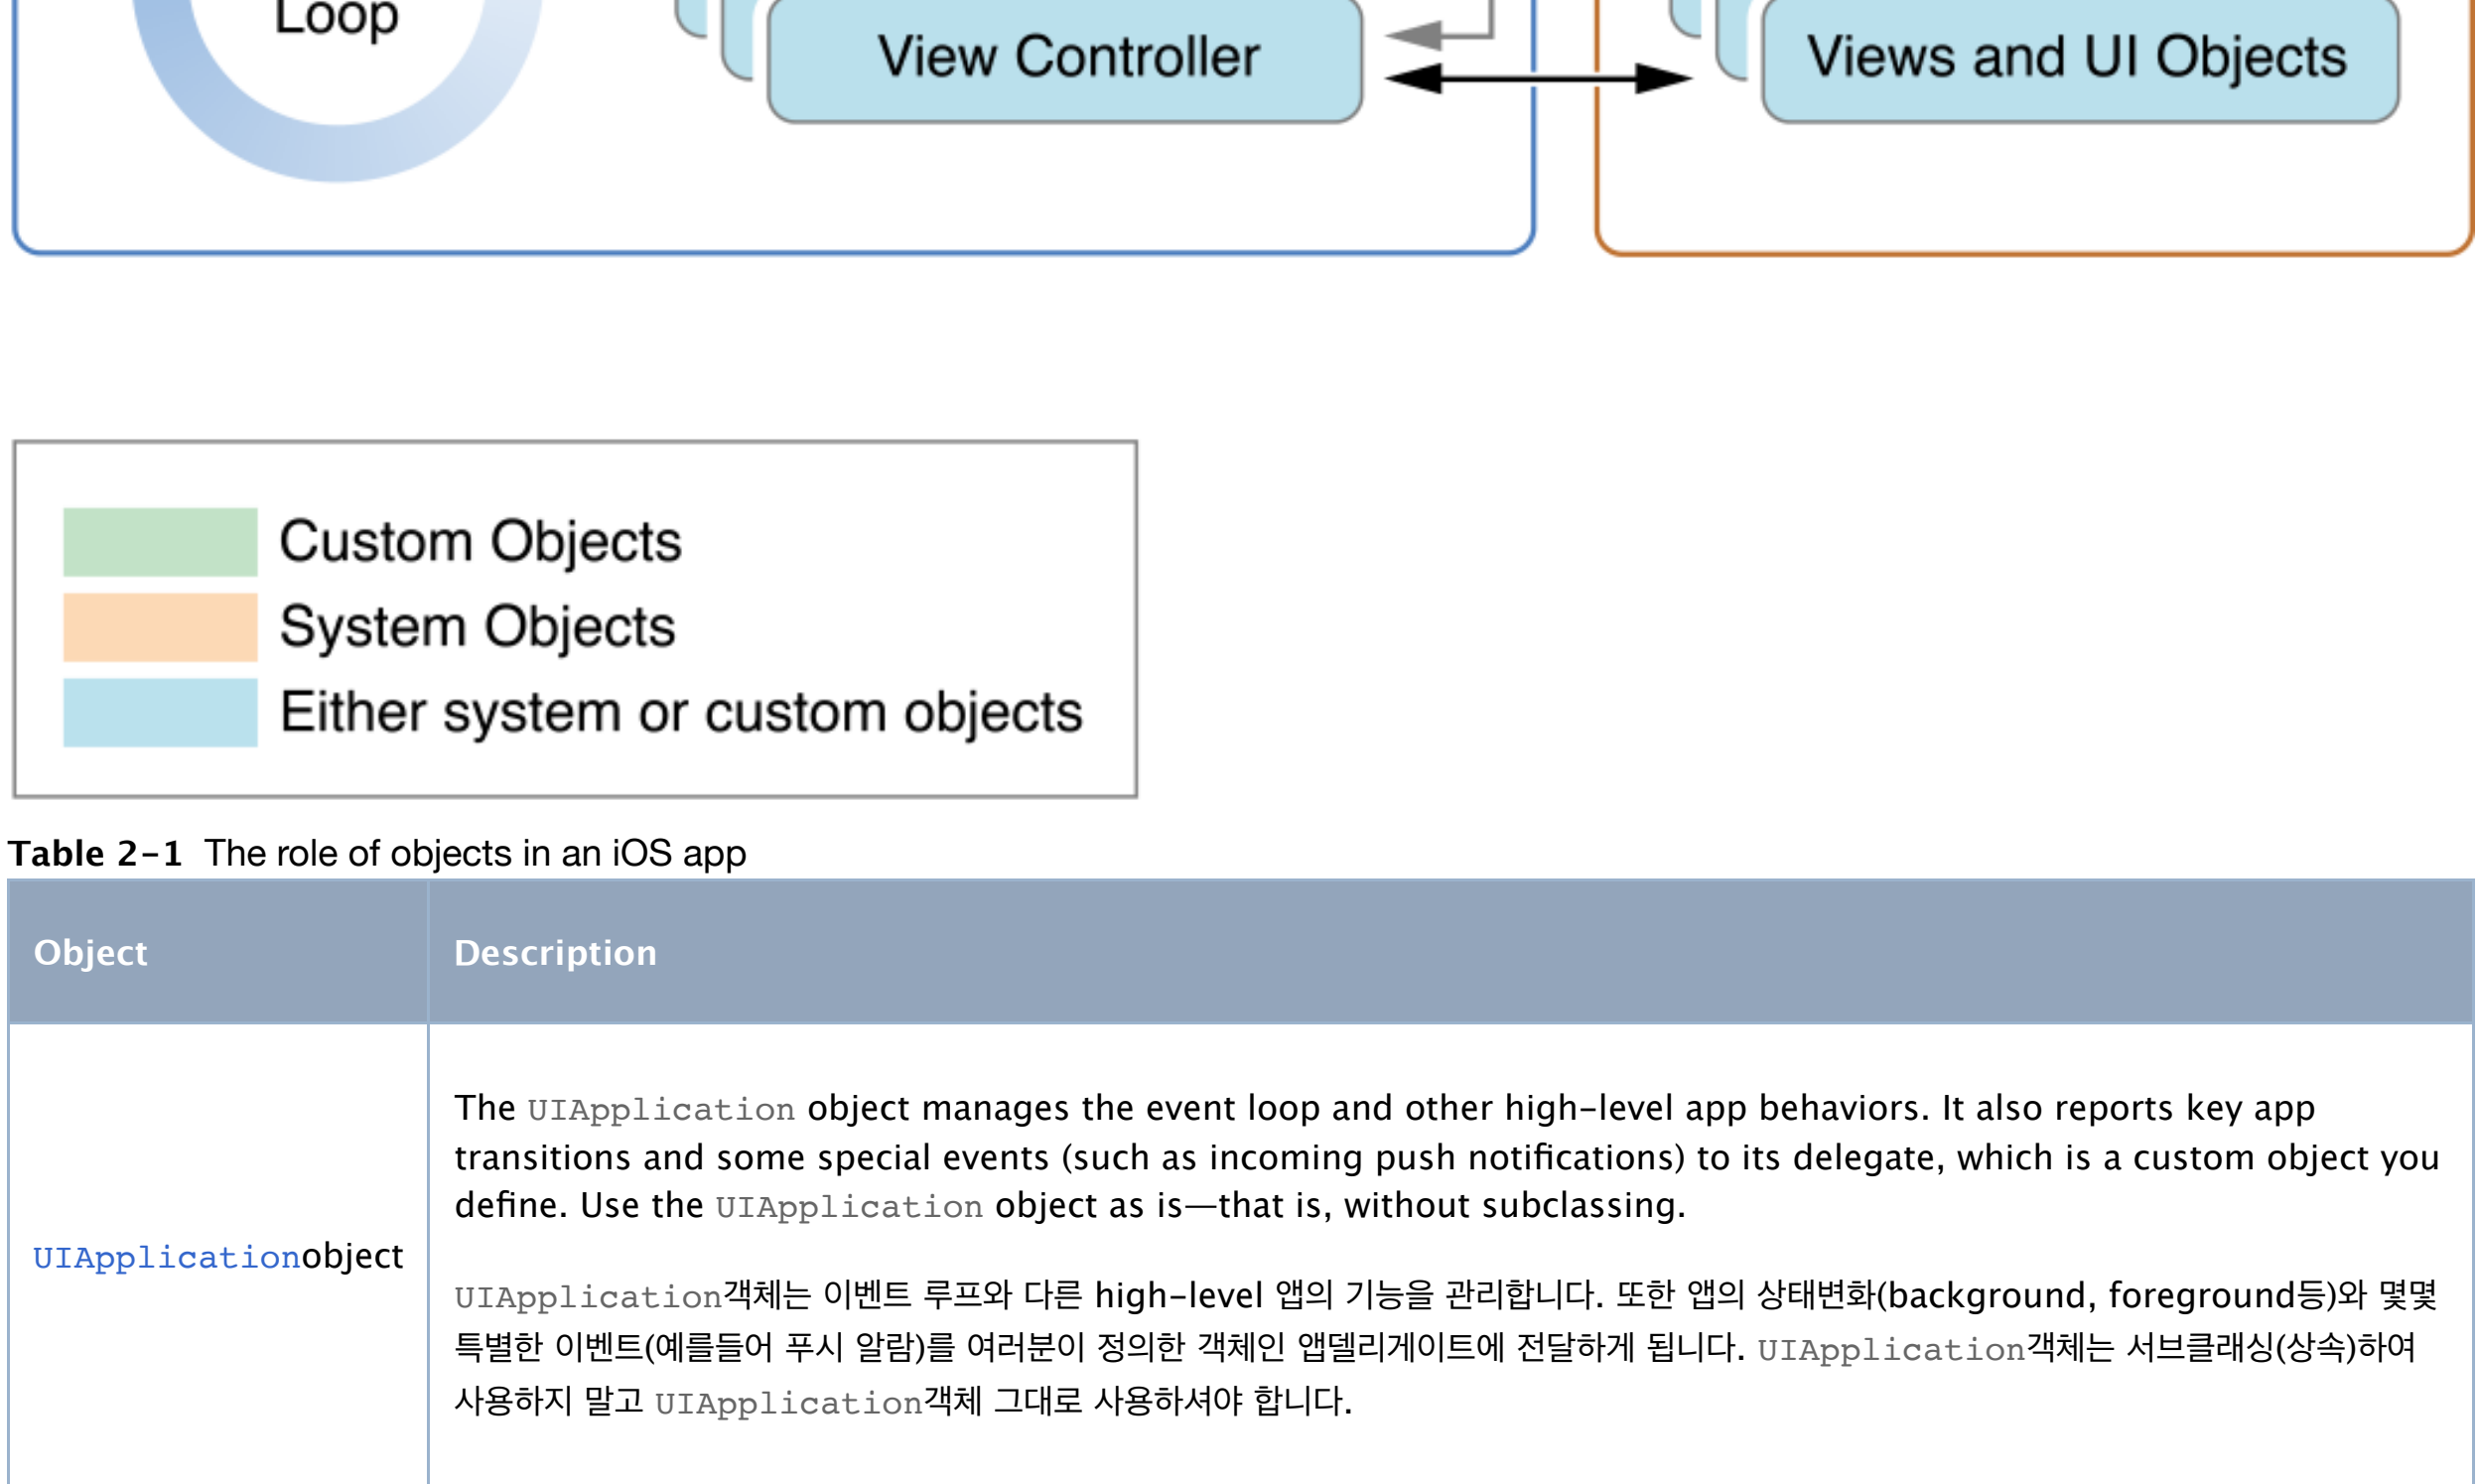 Loop
View Controller
Views and UI Objects
Custom Objects
System Objects
Either system or custom objects
Table 2-1 The role of objects in an iOS app
Object
Description
The UIApplication object manages the event loop and other high-level app behaviors. It also reports key app
transitions and some special events (such as incoming push notifications) to its delegate, which is a custom object you
define. Use the UIApplication object as is—that is, without subclassing.
UIApplicationobject
UIApplication객체는 이벤트 루프와 다른 high-level 앱의 기능을 관리합니다. 또한 앱의 상태변화(background, foreground등)와 몇몇
특별한 이벤트(예를들어 푸시 알람)를 여러분이 정의한 객체인 앱델리게이트에 전달하게 됩니다. UIApplication객체는 서브클래싱(상속)하여
사용하지 말고 UIApplication객체 그대로 사용하셔야 합니다.